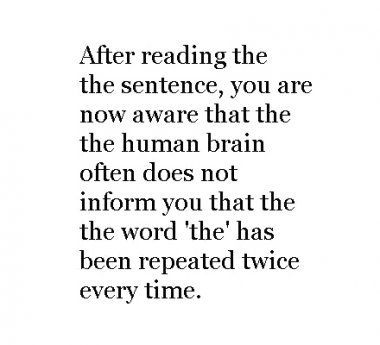 After reading the
the sentence, you are
now aware that the
the human brain
often does not
inform you that the
the word 'the' has
been repeated twice
every time.